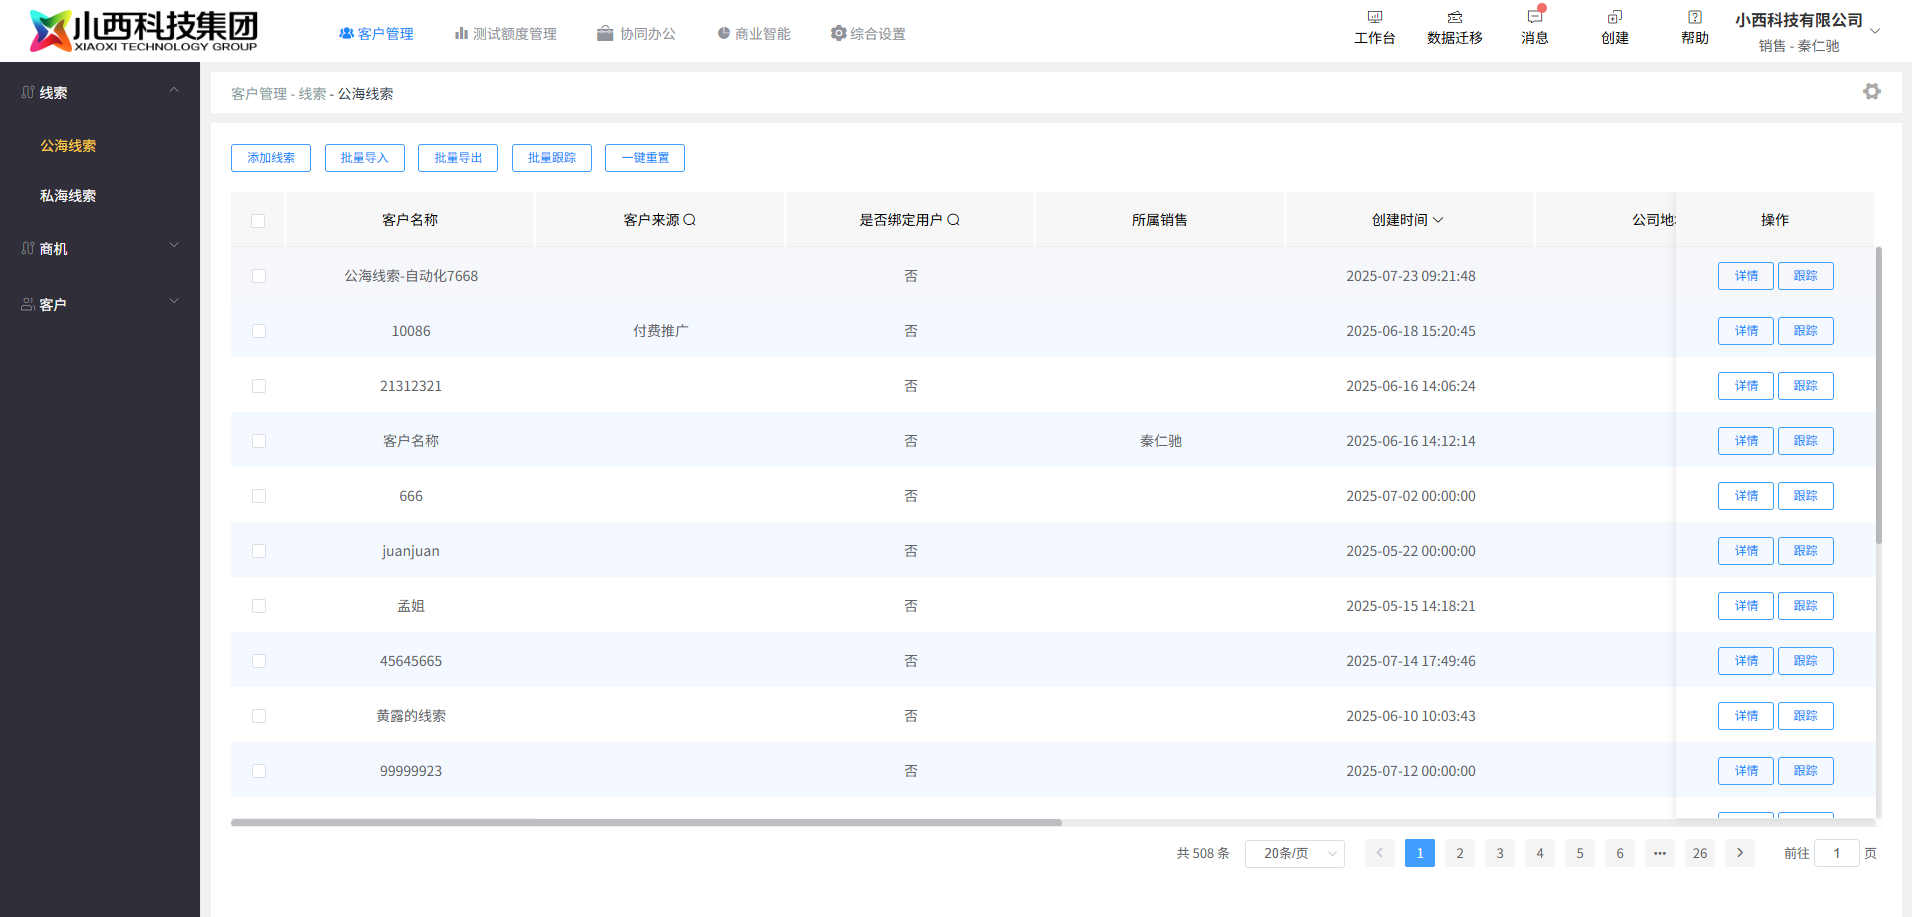 小西科技集团
XIAOXI TECHNOLOGY GROUP
客户管理 测试额度管理 协同办公 商业智能 综合设置
工作台 数据迁移 消息 创建 帮助
小西科技有限公司
销售 - 秦仁驰
线索
公海线索
私海线索
商机
客户
客户管理 - 线索 - 公海线索
添加线索 批量导入 批量导出 批量跟踪 一键重置
客户名称 客户来源 是否绑定用户 所属销售 创建时间 公司地 操作
公海线索-自动化7668 否 2025-07-23 09:21:48 详情 跟踪
10086 付费推广 否 2025-06-18 15:20:45 详情 跟踪
21312321 否 2025-06-16 14:06:24 详情 跟踪
客户名称 否 秦仁驰 2025-06-16 14:12:14 详情 跟踪
666 否 2025-07-02 00:00:00 详情 跟踪
juanjuan 否 2025-05-22 00:00:00 详情 跟踪
孟姐 否 2025-05-15 14:18:21 详情 跟踪
45645665 否 2025-07-14 17:49:46 详情 跟踪
黄露的线索 否 2025-06-10 10:03:43 详情 跟踪
99999923 否 2025-07-12 00:00:00 详情 跟踪
共 508 条 20条/页 1 2 3 4 5 6 ••• 26 前往 1 页